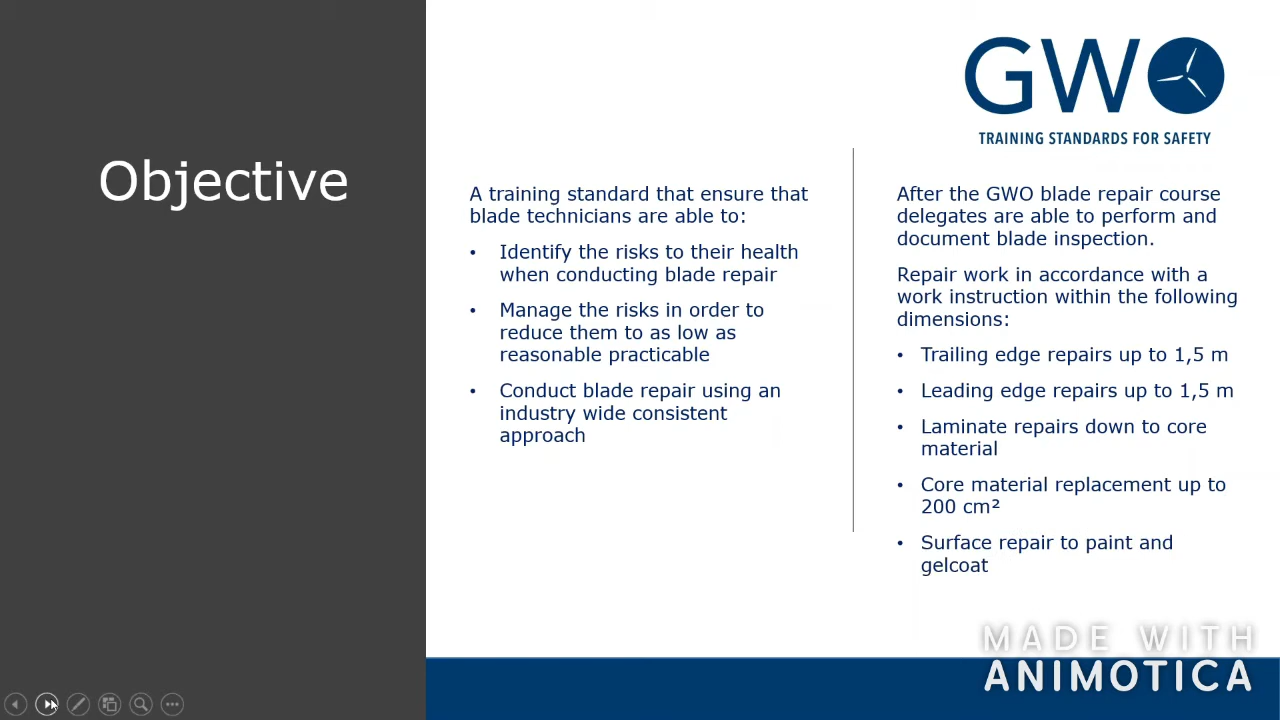 GWO
TRAINING STANDARDS FOR SAFETY
Objective
A training standard that ensure that
blade technicians are able to:
• Identify the risks to their health
when conducting blade repair
• Manage the risks in order to
reduce them to as low as
reasonable practicable
• Conduct blade repair using an
industry wide consistent
approach
After the GWO blade repair course
delegates are able to perform and
document blade inspection.
Repair work in accordance with a
work instruction within the following
dimensions:
• Trailing edge repairs up to 1,5 m
• Leading edge repairs up to 1,5 m
• Laminate repairs down to core
material
• Core material replacement up to
200 cm²
• Surface repair to paint and
gelcoat
MADE WITH
ANIMOTICA